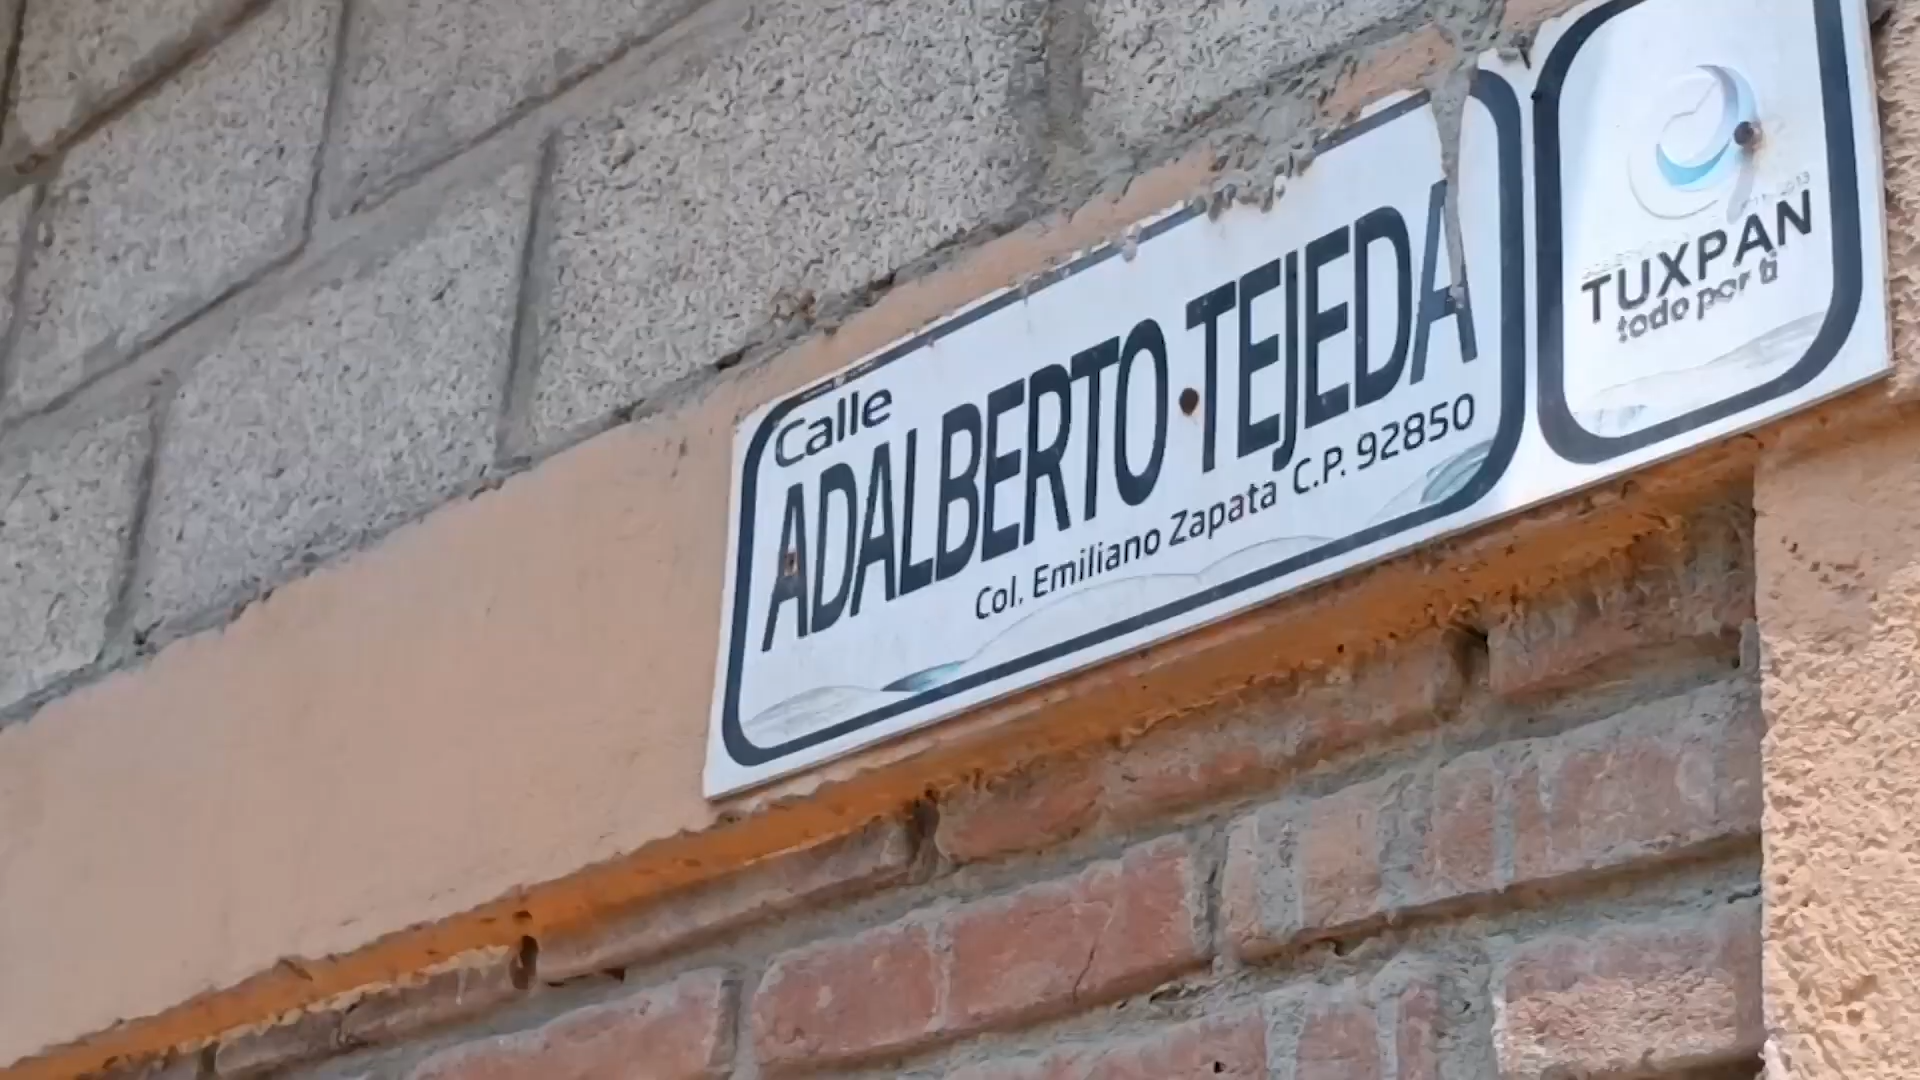 Calle
ADALBERTO TEJEDA
Col. Emiliano Zapata C.P. 92850
TUXPAN
todo por ti